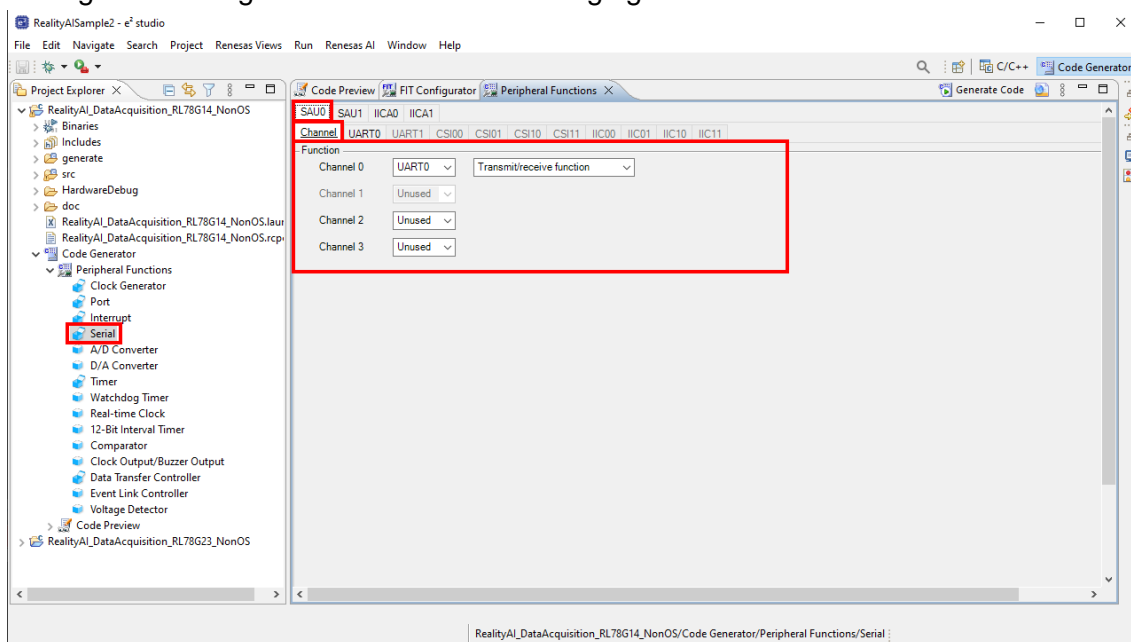 RealityAISample2 - e² studio
File Edit Navigate Search Project Renesas Views Run Renesas AI Window Help
C/C++ Code Generator
Project Explorer
Code Preview FIT Configurator Peripheral Functions
Generate Code
RealityAI_DataAcquisition_RL78G14_NonOS
Binaries
Includes
generate
src
HardwareDebug
doc
RealityAI_DataAcquisition_RL78G14_NonOS.laun
RealityAI_DataAcquisition_RL78G14_NonOS.rcp
Code Generator
Peripheral Functions
Clock Generator
Port
Interrupt
Serial
A/D Converter
D/A Converter
Timer
Watchdog Timer
Real-time Clock
12-Bit Interval Timer
Comparator
Clock Output/Buzzer Output
Data Transfer Controller
Event Link Controller
Voltage Detector
Code Preview
RealityAI_DataAcquisition_RL78G23_NonOS
SAU0 SAU1 IICA0 IICA1
Channel UART0 UART1 CSI00 CSI01 CSI10 CSI11 IIC00 IIC01 IIC10 IIC11
Function
Channel 0 UART0 Transmit/receive function
Channel 1 Unused
Channel 2 Unused
Channel 3 Unused
RealityAI_DataAcquisition_RL78G14_NonOS/Code Generator/Peripheral Functions/Serial